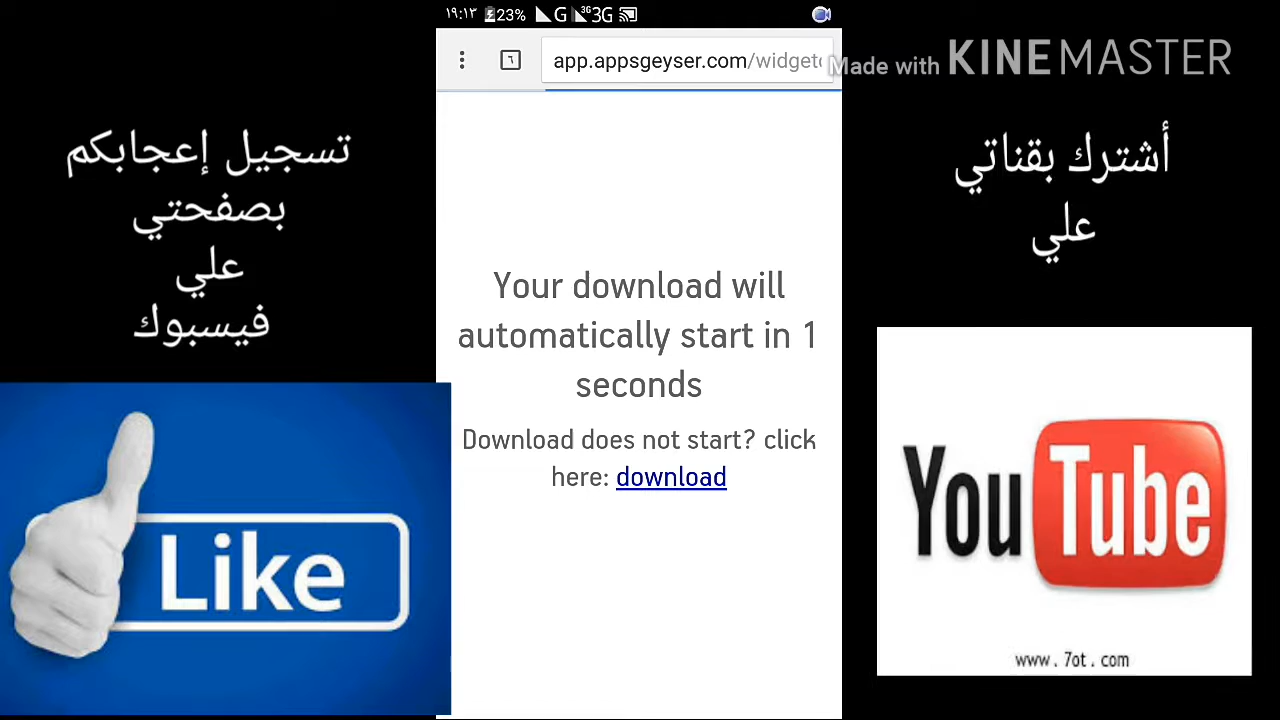 ١٩:١٣ 23% G 3G 3G
٦ app.appsgeyser.com/widget
Made with KINEMASTER
تسجيل إعجابكم
بصفحتي
علي
فيسبوك
أشترك بقناتي
علي
Your download will
automatically start in 1
seconds
Download does not start? click
here: download
Like
YouTube
www.7ot.com